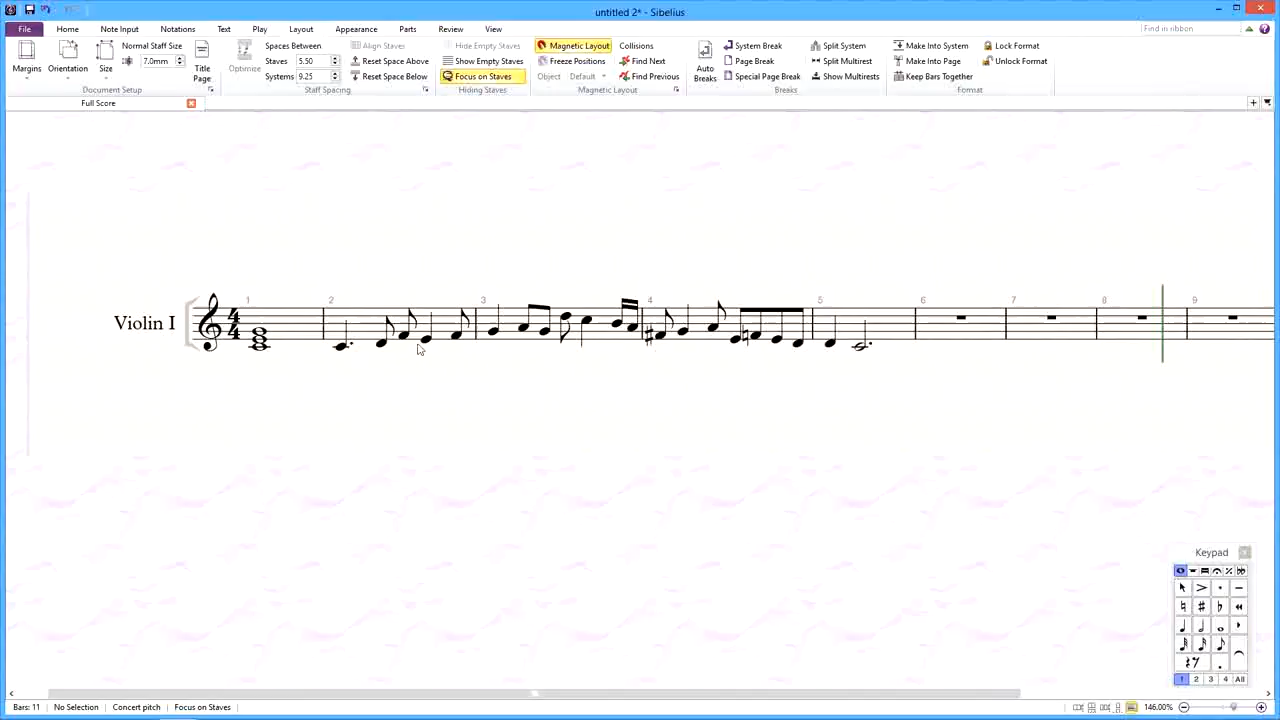 untitled 2* - Sibelius
File Home Note Input Notations Text Play Layout Appearance Parts Review View Find in ribbon
Margins Orientation Size Normal Staff Size 7.0mm Title Page
Document Setup
Optimize Spaces Between Staves 5.50 Systems 9.25 Align Staves Reset Space Above Reset Space Below
Staff Spacing
Hide Empty Staves Show Empty Staves Focus on Staves
Hiding Staves
Magnetic Layout Freeze Positions Object Default Collisions Find Next Find Previous
Magnetic Layout
Auto Breaks System Break Page Break Special Page Break Split System Split Multirest Show Multirests
Breaks
Make Into System Make Into Page Keep Bars Together Lock Format Unlock Format
Format
Full Score
1 2 3 4 5 6 7 8 9
Violin I
4
4
Keypad
1 2 3 4 All
Bars: 11 No Selection Concert pitch Focus on Staves 146.00%